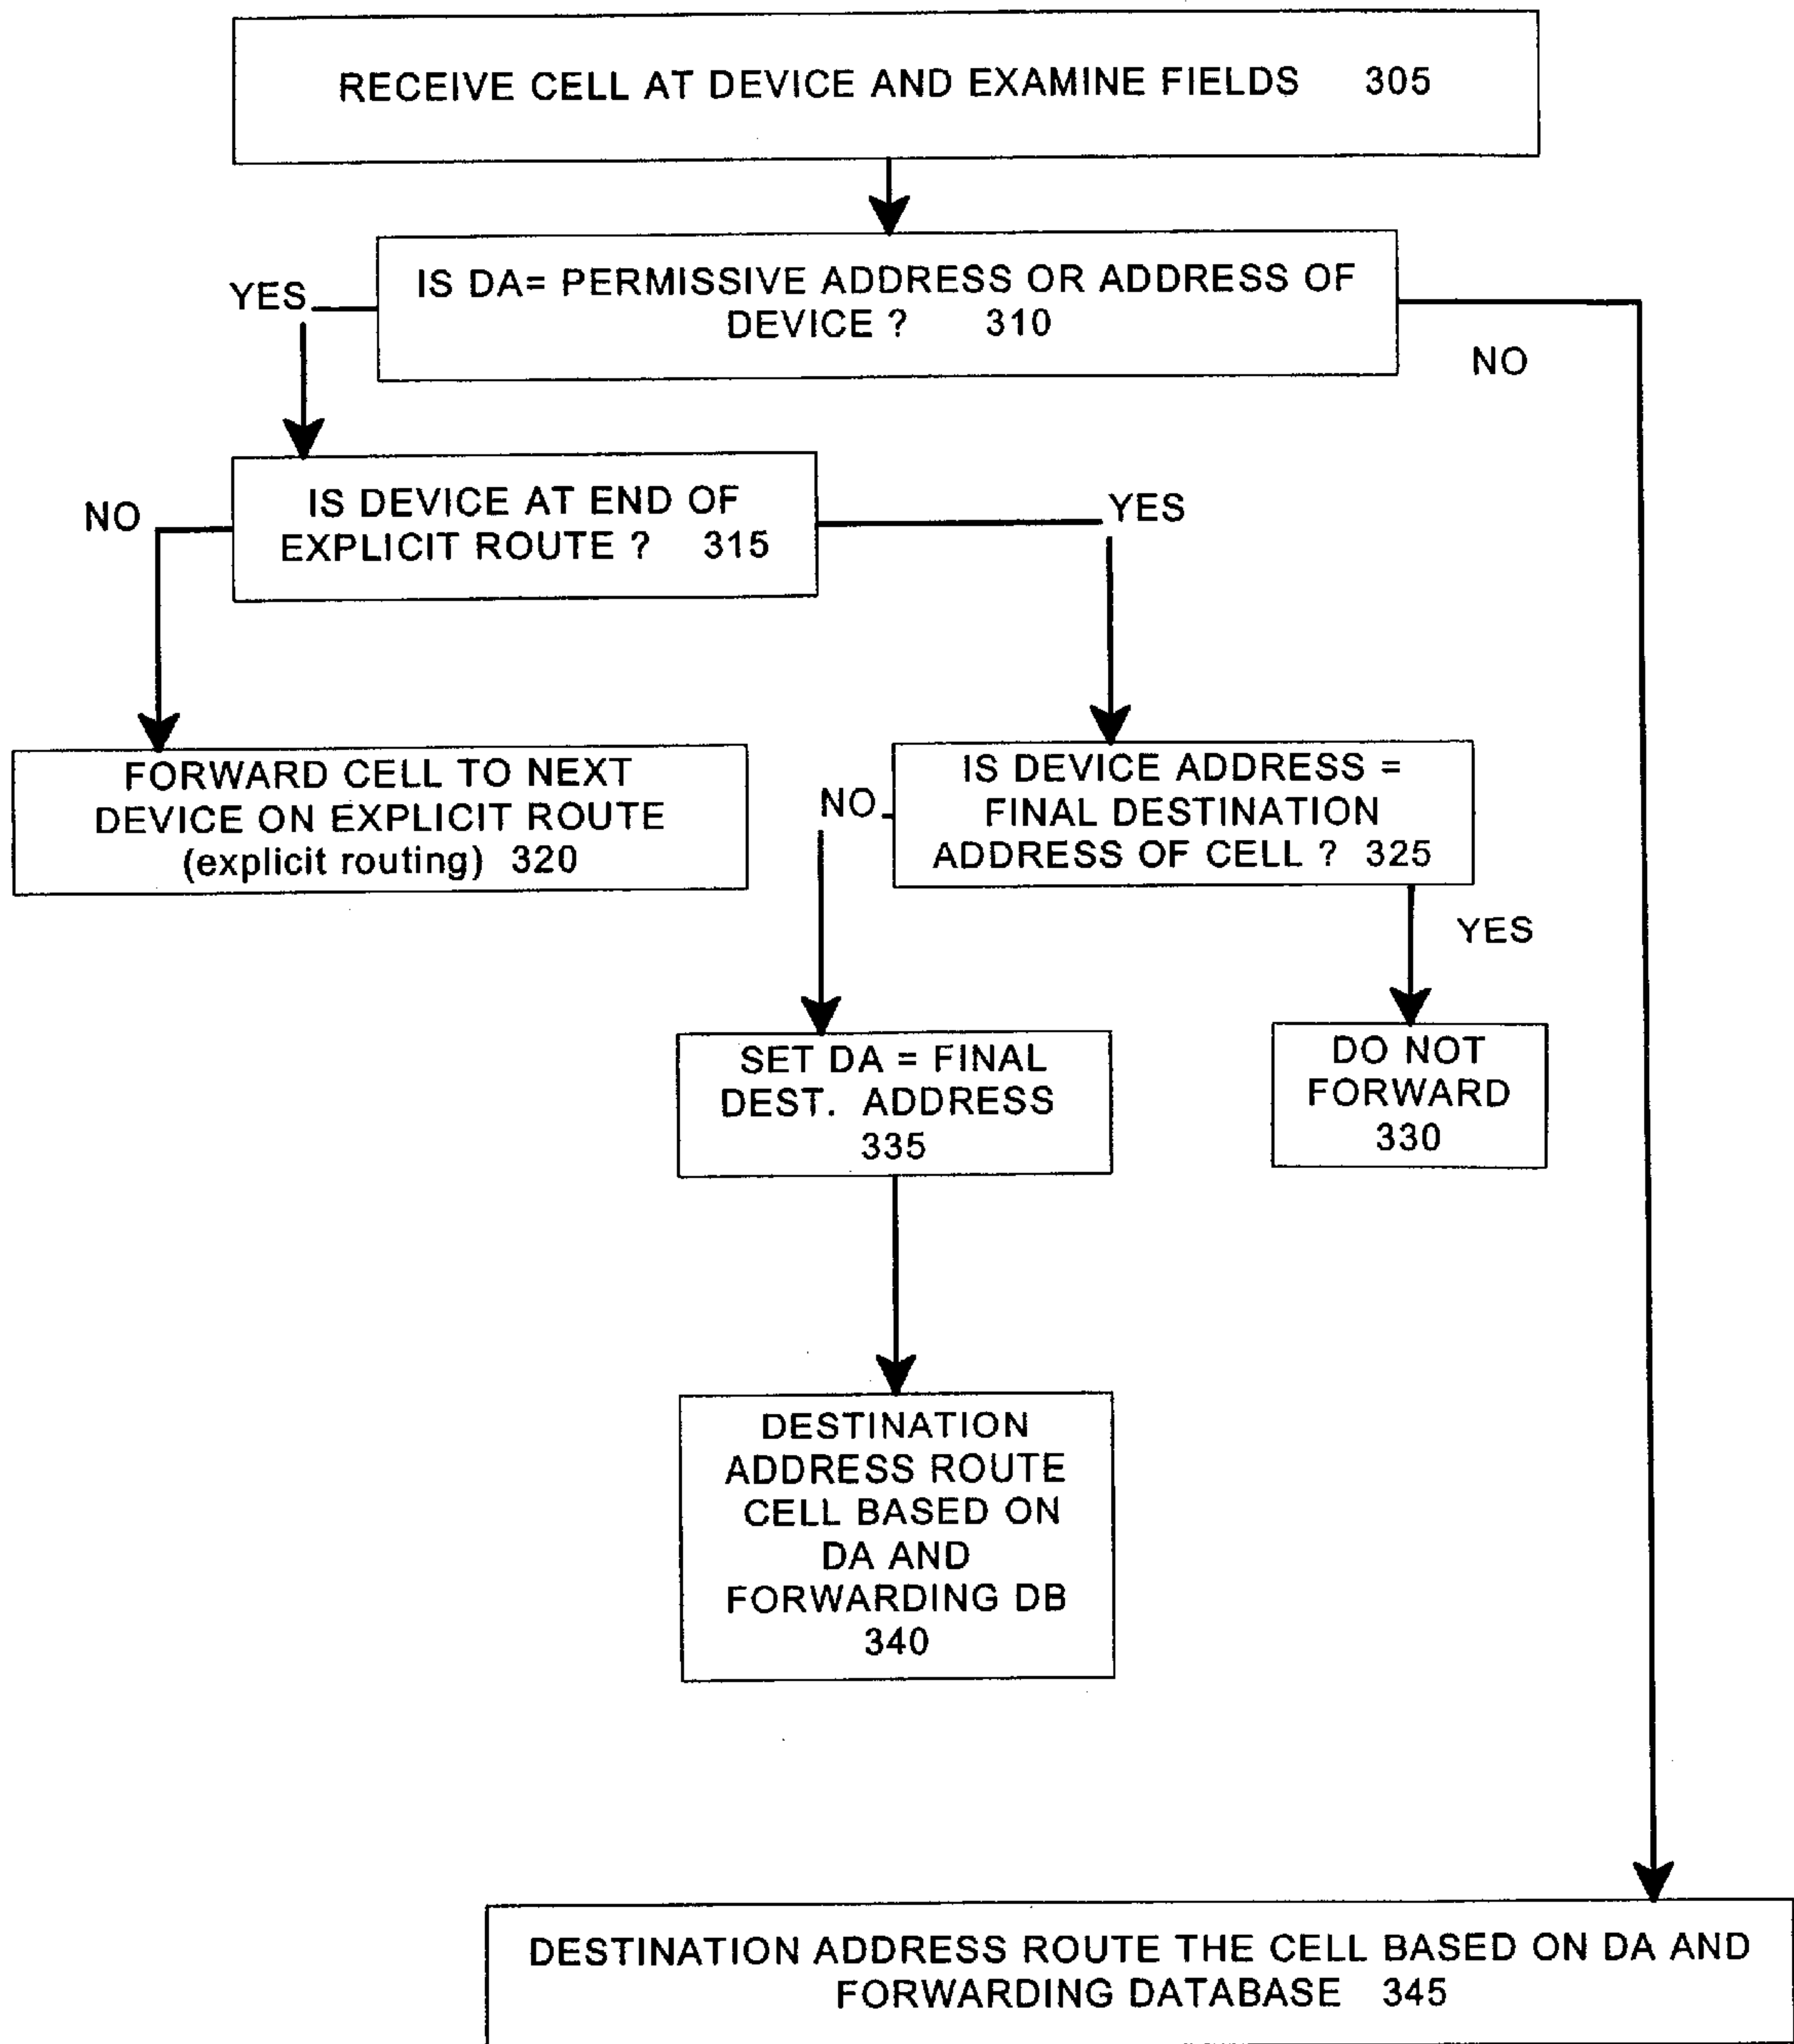 RECEIVE CELL AT DEVICE AND EXAMINE FIELDS 305
IS DA= PERMISSIVE ADDRESS OR ADDRESS OF
DEVICE ? 310
YES
NO
IS DEVICE AT END OF
EXPLICIT ROUTE ? 315
NO
YES
FORWARD CELL TO NEXT
DEVICE ON EXPLICIT ROUTE
(explicit routing) 320
IS DEVICE ADDRESS =
FINAL DESTINATION
ADDRESS OF CELL ? 325
NO
YES
SET DA = FINAL
DEST. ADDRESS
335
DO NOT
FORWARD
330
DESTINATION
ADDRESS ROUTE
CELL BASED ON
DA AND
FORWARDING DB
340
DESTINATION ADDRESS ROUTE THE CELL BASED ON DA AND
FORWARDING DATABASE 345